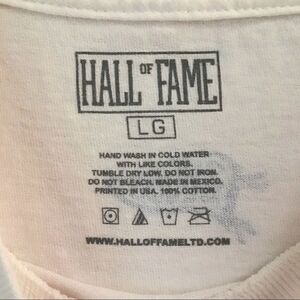 HALL OF FAME
LG
HAND WASH IN COLD WATER
WITH LIKE COLORS.
TUMBLE DRY LOW. DO NOT IRON.
DO NOT BLEACH. MADE IN MEXICO.
PRINTED IN USA. 100% COTTON.
WWW.HALLOFFAMELTD.COM